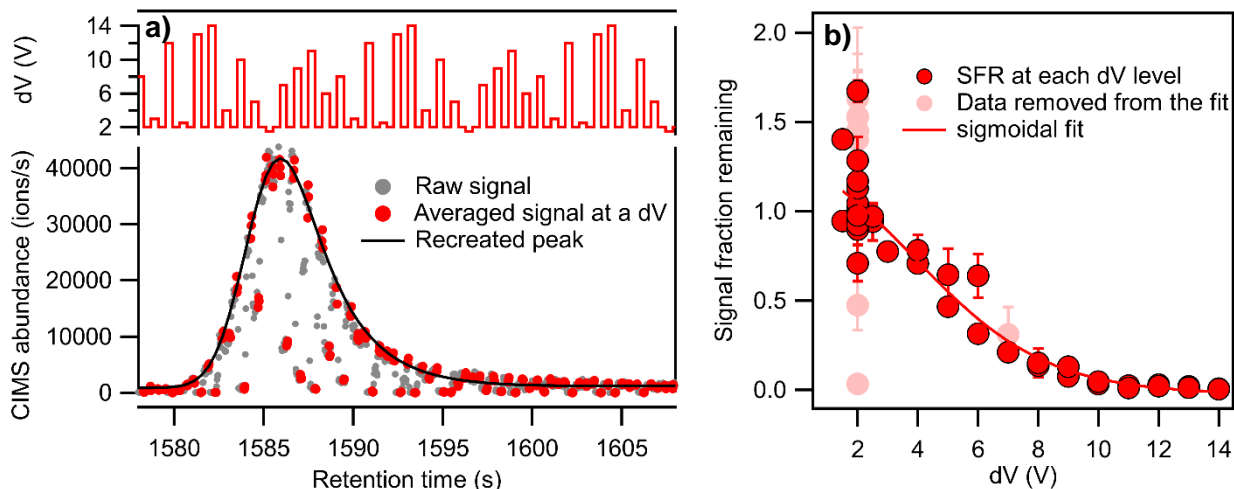 a)
dV (V)
14
10
6
2
CIMS abundance (ions/s)
40000
30000
20000
10000
0
Raw signal
Averaged signal at a dV
Recreated peak
1580
1585
1590
1595
1600
1605
Retention time (s)
b)
Signal fraction remaining
2.0
1.5
1.0
0.5
0.0
SFR at each dV level
Data removed from the fit
sigmoidal fit
2
4
6
8
10
12
14
dV (V)